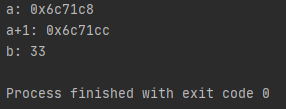 a: 0x6c71c8
a+1: 0x6c71cc
b: 33
Process finished with exit code 0